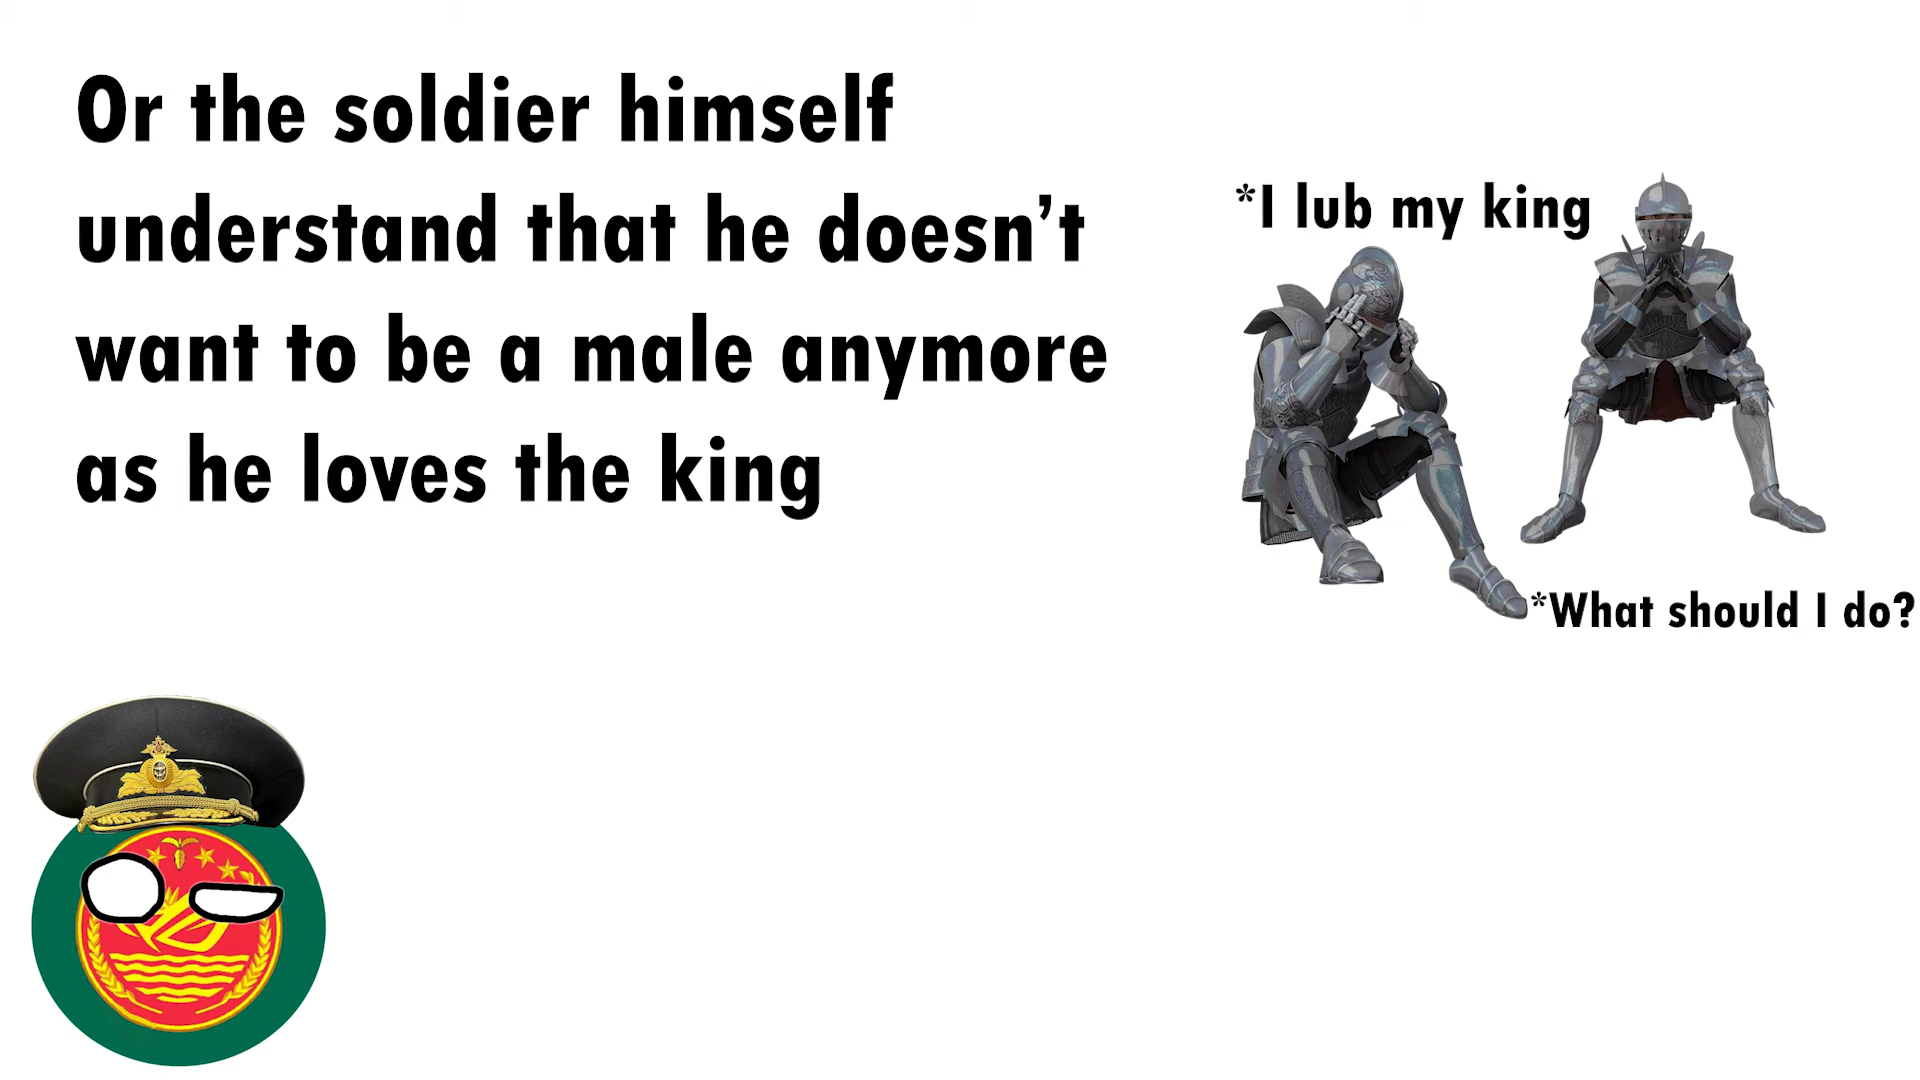 Or the soldier himself
understand that he doesn’t
want to be a male anymore
as he loves the king
*I lub my king
*What should I do?